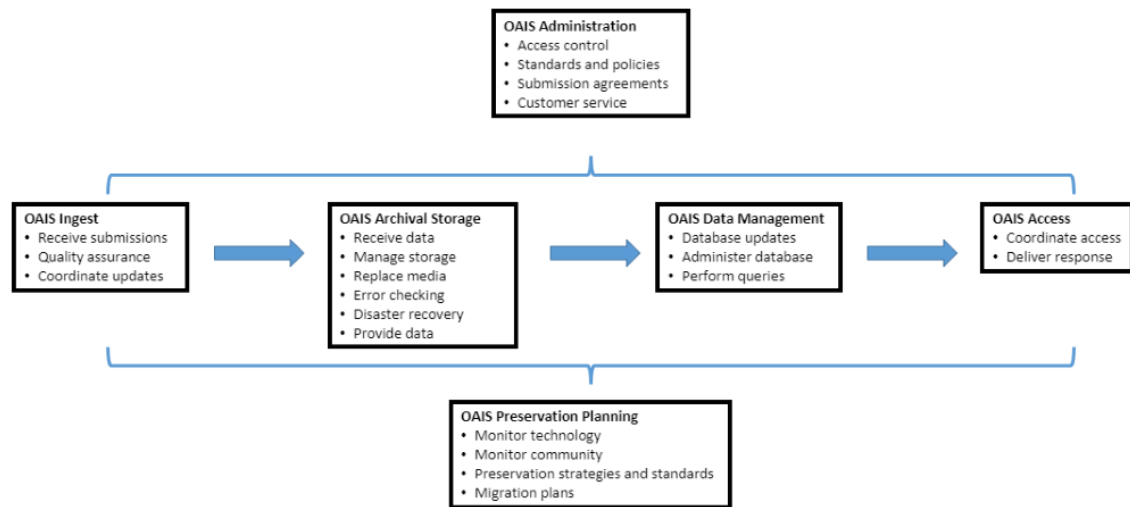 OAIS Administration
• Access control
• Standards and policies
• Submission agreements
• Customer service
OAIS Ingest
• Receive submissions
• Quality assurance
• Coordinate updates
OAIS Archival Storage
• Receive data
• Manage storage
• Replace media
• Error checking
• Disaster recovery
• Provide data
OAIS Data Management
• Database updates
• Administer database
• Perform queries
OAIS Access
• Coordinate access
• Deliver response
OAIS Preservation Planning
• Monitor technology
• Monitor community
• Preservation strategies and standards
• Migration plans